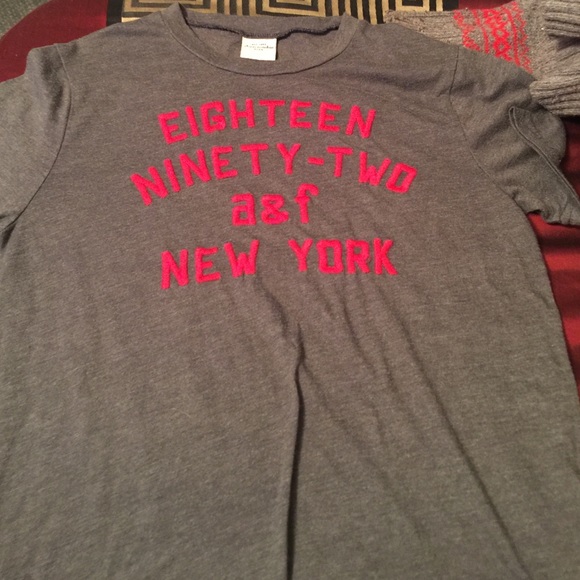 EIGHTEEN
NINETY-TWO
a&f
NEW YORK